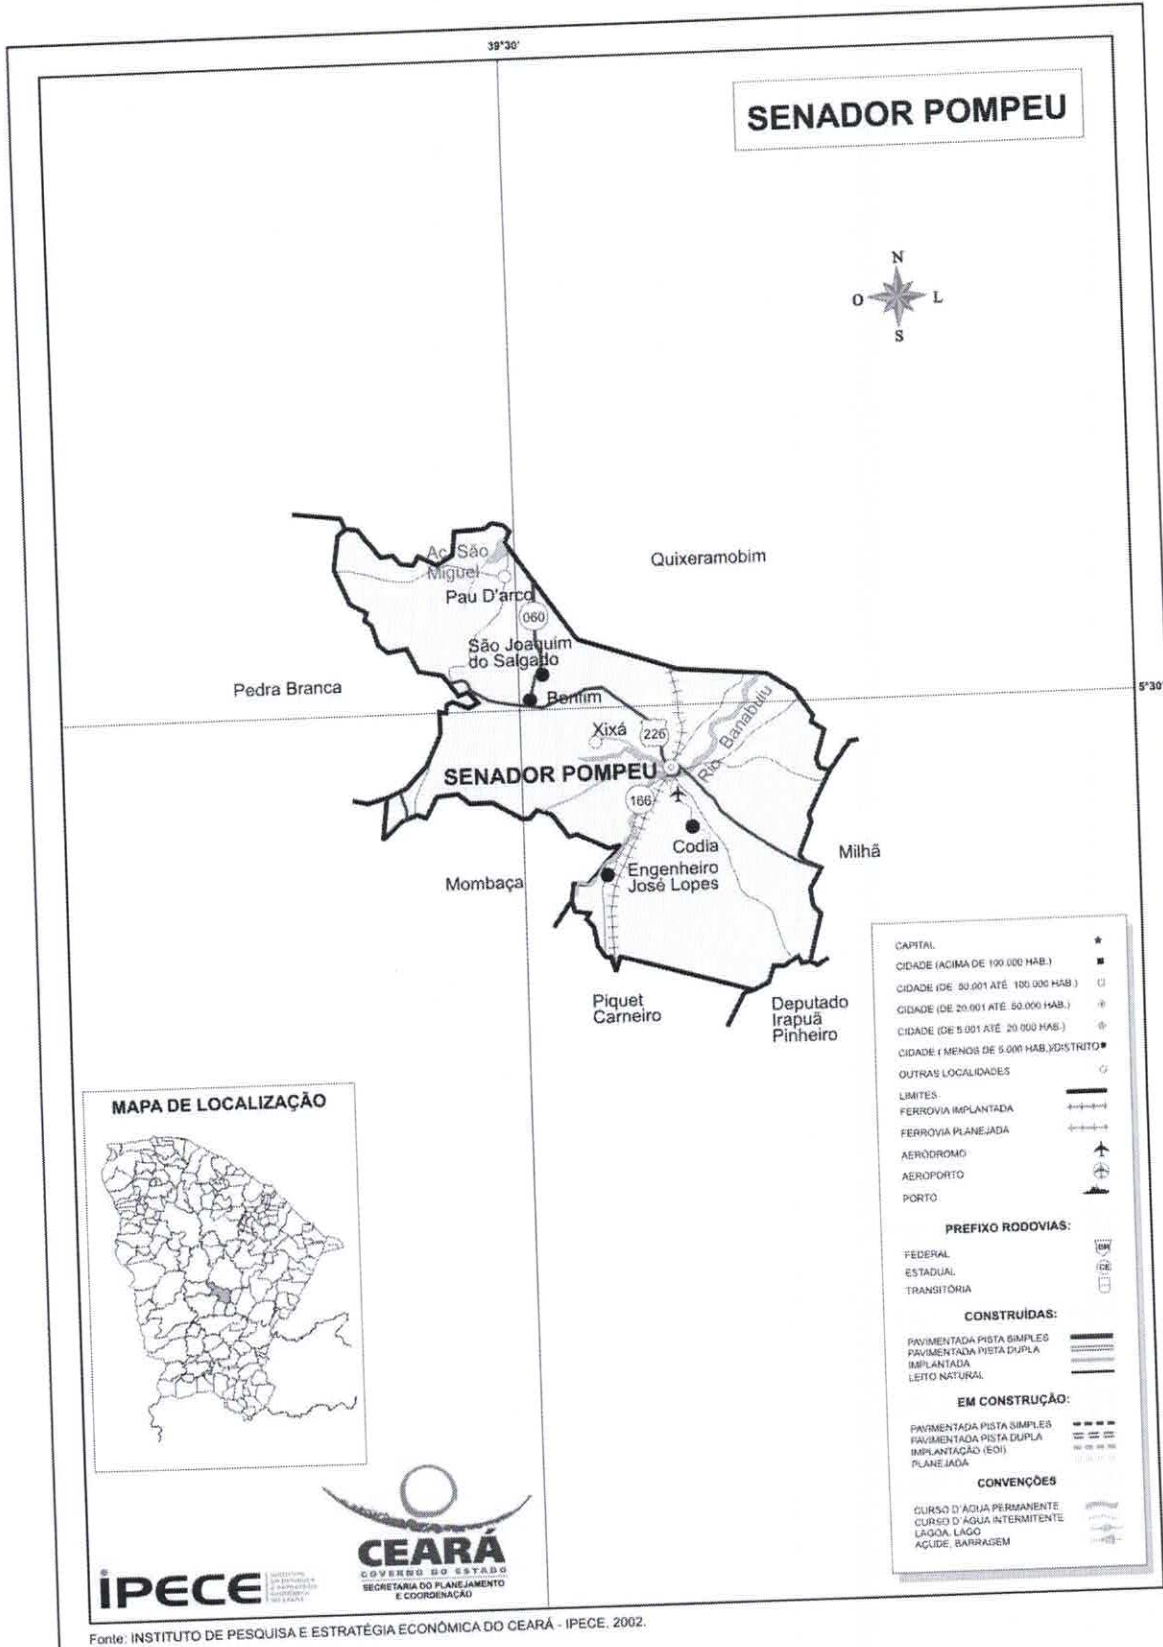 39°30'
SENADOR POMPEU
N
O
L
S
Quixeramobim
Aç. São
Miguel
Pau D'arco
060
São Joaquim
do Salgado
Pedra Branca
Bonfim
5°30'
Xixá
226
Rio Banabuiu
SENADOR POMPEU
166
Codia
Milhã
Engenheiro
José Lopes
Mombaça
Piquet
Carneiro
Deputado
Irapuã
Pinheiro
CAPITAL
CIDADE (ACIMA DE 100.000 HAB.)
CIDADE (DE 50.001 ATÉ 100.000 HAB.)
CIDADE (DE 20.001 ATÉ 50.000 HAB.)
CIDADE (DE 5.001 ATÉ 20.000 HAB.)
CIDADE ( MENOS DE 5.000 HAB.)/DISTRITO
OUTRAS LOCALIDADES
LIMITES
FERROVIA IMPLANTADA
FERROVIA PLANEJADA
AERÓDROMO
AEROPORTO
PORTO
PREFIXO RODOVIAS:
FEDERAL BR
ESTADUAL CE
TRANSITÓRIA
CONSTRUÍDAS:
PAVIMENTADA PISTA SIMPLES
PAVIMENTADA PISTA DUPLA
IMPLANTADA
LEITO NATURAL
EM CONSTRUÇÃO:
PAVIMENTADA PISTA SIMPLES
PAVIMENTADA PISTA DUPLA
IMPLANTAÇÃO (EOI)
PLANEJADA
CONVENÇÕES
CURSO D'ÁGUA PERMANENTE
CURSO D'ÁGUA INTERMITENTE
LAGOA, LAGO
AÇUDE, BARRAGEM
MAPA DE LOCALIZAÇÃO
IPECE
CEARÁ
GOVERNO DO ESTADO
SECRETARIA DO PLANEJAMENTO
E COORDENAÇÃO
Fonte: INSTITUTO DE PESQUISA E ESTRATÉGIA ECONÔMICA DO CEARÁ - IPECE. 2002.